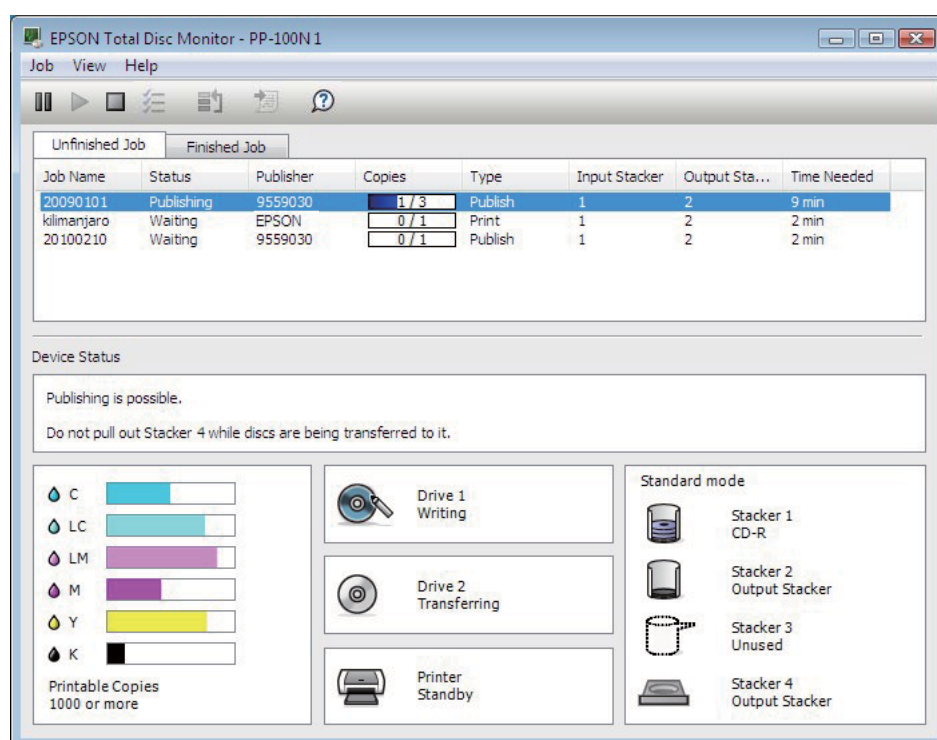 EPSON Total Disc Monitor - PP-100N 1
Job View Help
Unfinished Job Finished Job
Job Name Status Publisher Copies Type Input Stacker Output Sta... Time Needed
20090101 Publishing 9559030 1 / 3 Publish 1 2 9 min
kilimanjaro Waiting EPSON 0 / 1 Print 1 2 2 min
20100210 Waiting 9559030 0 / 1 Publish 1 2 2 min
Device Status
Publishing is possible.
Do not pull out Stacker 4 while discs are being transferred to it.
C
LC
LM
M
Y
K
Printable Copies
1000 or more
Drive 1
Writing
Drive 2
Transferring
Printer
Standby
Standard mode
Stacker 1
CD-R
Stacker 2
Output Stacker
Stacker 3
Unused
Stacker 4
Output Stacker